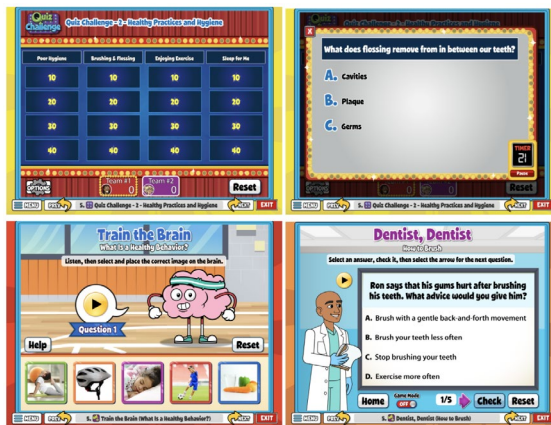 Quiz Challenge
Quiz Challenge - 2 - Healthy Practices and Hygiene
Poor Hygiene
Brushing & Flossing
Enjoying Exercise
Sleep for Me
10
10
10
10
20
20
20
20
30
30
30
30
40
40
40
40
OPTIONS
Team #1
0
Team #2
0
Reset
MENU
PREV
5. Quiz Challenge - 2 - Healthy Practices and Hygiene
NEXT
EXIT
X
What does flossing remove from in between our teeth?
A. Cavities
B. Plaque
C. Germs
TIMER
21
Pause
OPTIONS
0
0
Reset
MENU
PREV
5. Quiz Challenge - 2 - Healthy Practices and Hygiene
NEXT
EXIT
Train the Brain
What Is a Healthy Behavior?
Listen, then select and place the correct image on the brain.
Question 1
Help
Reset
MENU
PREV
5. Train the Brain (What Is a Healthy Behavior?)
NEXT
EXIT
Dentist, Dentist
How to Brush
Select an answer, check it, then select the arrow for the next question.
Ron says that his gums hurt after brushing
his teeth. What advice would you give him?
A. Brush with a gentle back-and-forth movement
B. Brush your teeth less often
C. Stop brushing your teeth
D. Exercise more often
Home
Game Mode:
OFF
1/5
Check
Reset
MENU
PREV
5. Dentist, Dentist (How to Brush)
NEXT
EXIT